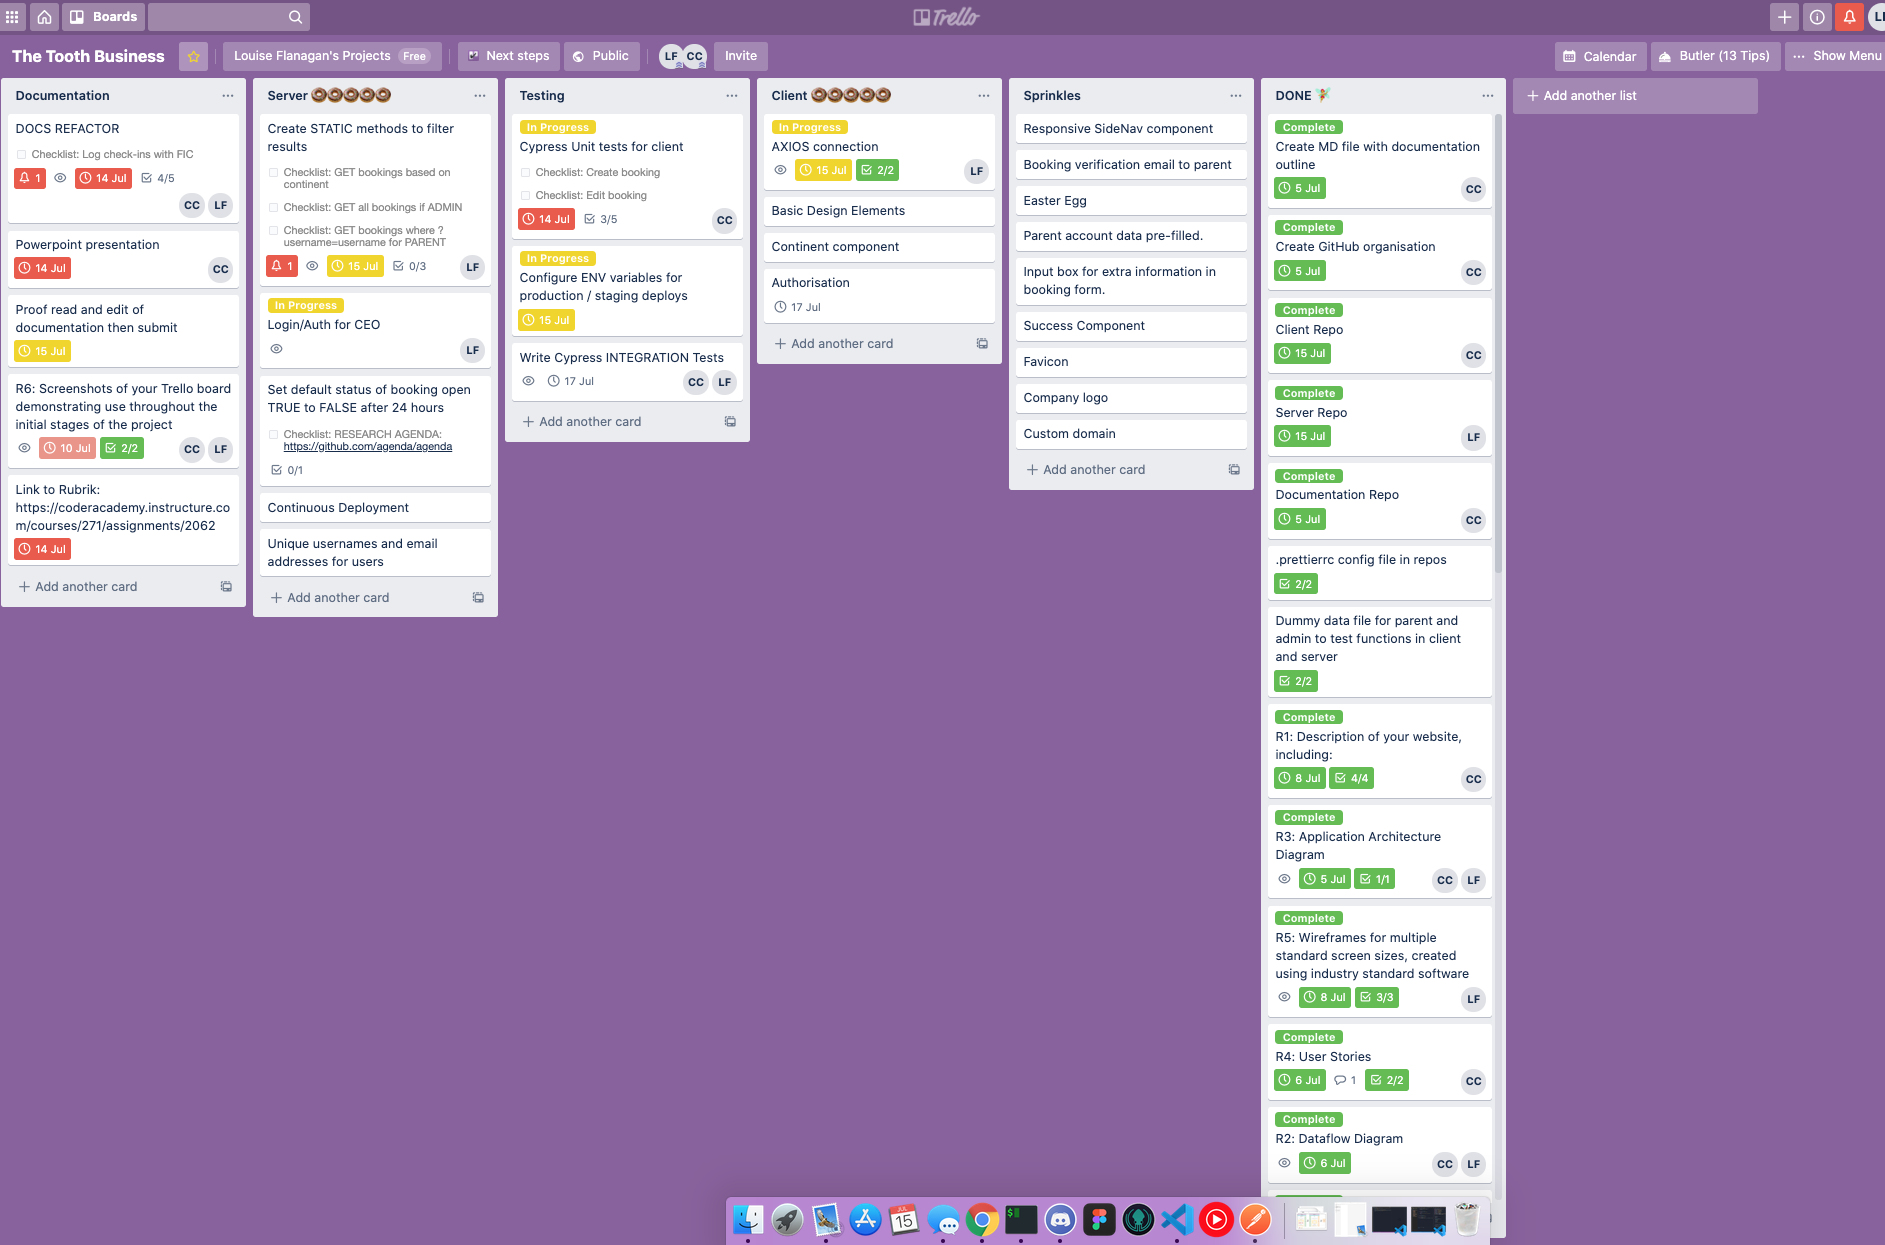 Boards
Trello
LF
The Tooth Business
Louise Flanagan's Projects Free
Next steps
Public
LF CC
Invite
Calendar
Butler (13 Tips)
Show Menu
Documentation
DOCS REFACTOR
Checklist: Log check-ins with FIC
1 14 Jul 4/5
CC LF
Powerpoint presentation
14 Jul CC
Proof read and edit of
documentation then submit
15 Jul
R6: Screenshots of your Trello board
demonstrating use throughout the
initial stages of the project
10 Jul 2/2 CC LF
Link to Rubrik:
https://coderacademy.instructure.co
m/courses/271/assignments/2062
14 Jul
+ Add another card
Server
Create STATIC methods to filter
results
Checklist: GET bookings based on
continent
Checklist: GET all bookings if ADMIN
Checklist: GET bookings where ?
username=username for PARENT
1 15 Jul 0/3 LF
In Progress
Login/Auth for CEO
LF
Set default status of booking open
TRUE to FALSE after 24 hours
Checklist: RESEARCH AGENDA:
https://github.com/agenda/agenda
0/1
Continuous Deployment
Unique usernames and email
addresses for users
+ Add another card
Testing
In Progress
Cypress Unit tests for client
Checklist: Create booking
Checklist: Edit booking
14 Jul 3/5 CC
In Progress
Configure ENV variables for
production / staging deploys
15 Jul
Write Cypress INTEGRATION Tests
17 Jul CC LF
+ Add another card
Client
In Progress
AXIOS connection
15 Jul 2/2 LF
Basic Design Elements
Continent component
Authorisation
17 Jul
+ Add another card
Sprinkles
Responsive SideNav component
Booking verification email to parent
Easter Egg
Parent account data pre-filled.
Input box for extra information in
booking form.
Success Component
Favicon
Company logo
Custom domain
+ Add another card
DONE
Complete
Create MD file with documentation
outline
5 Jul CC
Complete
Create GitHub organisation
5 Jul CC
Complete
Client Repo
15 Jul CC
Complete
Server Repo
15 Jul LF
Complete
Documentation Repo
5 Jul CC
.prettierrc config file in repos
2/2
Dummy data file for parent and
admin to test functions in client
and server
2/2
Complete
R1: Description of your website,
including:
8 Jul 4/4 CC
Complete
R3: Application Architecture
Diagram
5 Jul 1/1 CC LF
Complete
R5: Wireframes for multiple
standard screen sizes, created
using industry standard software
8 Jul 3/3 LF
Complete
R4: User Stories
6 Jul 1 2/2 CC
Complete
R2: Dataflow Diagram
6 Jul CC LF
+ Add another list
JUL
15
$